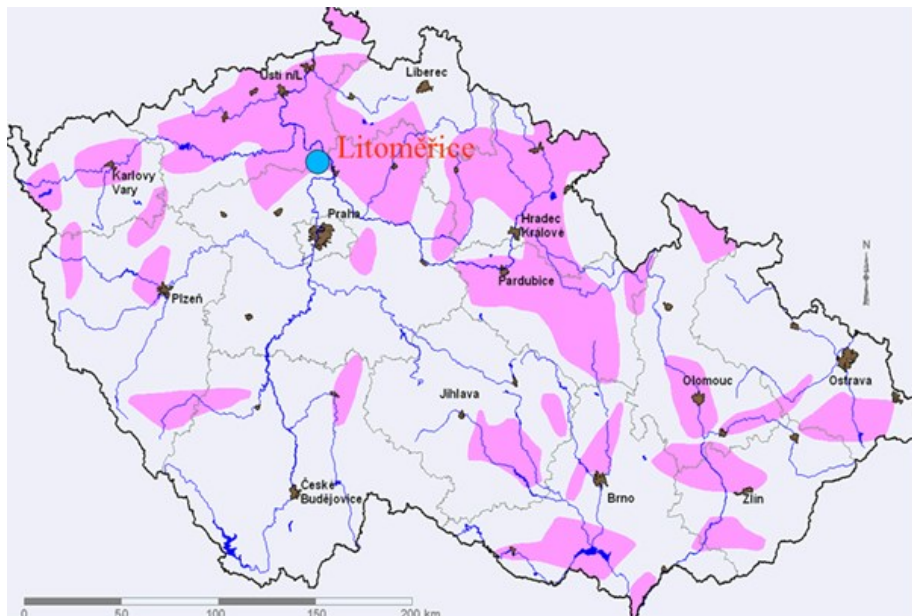 Ústí n/L
Liberec
Litoměřice
Karlovy
Vary
Praha
Hradec
Králové
N
Pardubice
Plzeň
Olomouc
Ostrava
Jihlava
České
Budějovice
Brno
Zlín
0 50 100 150 200 km